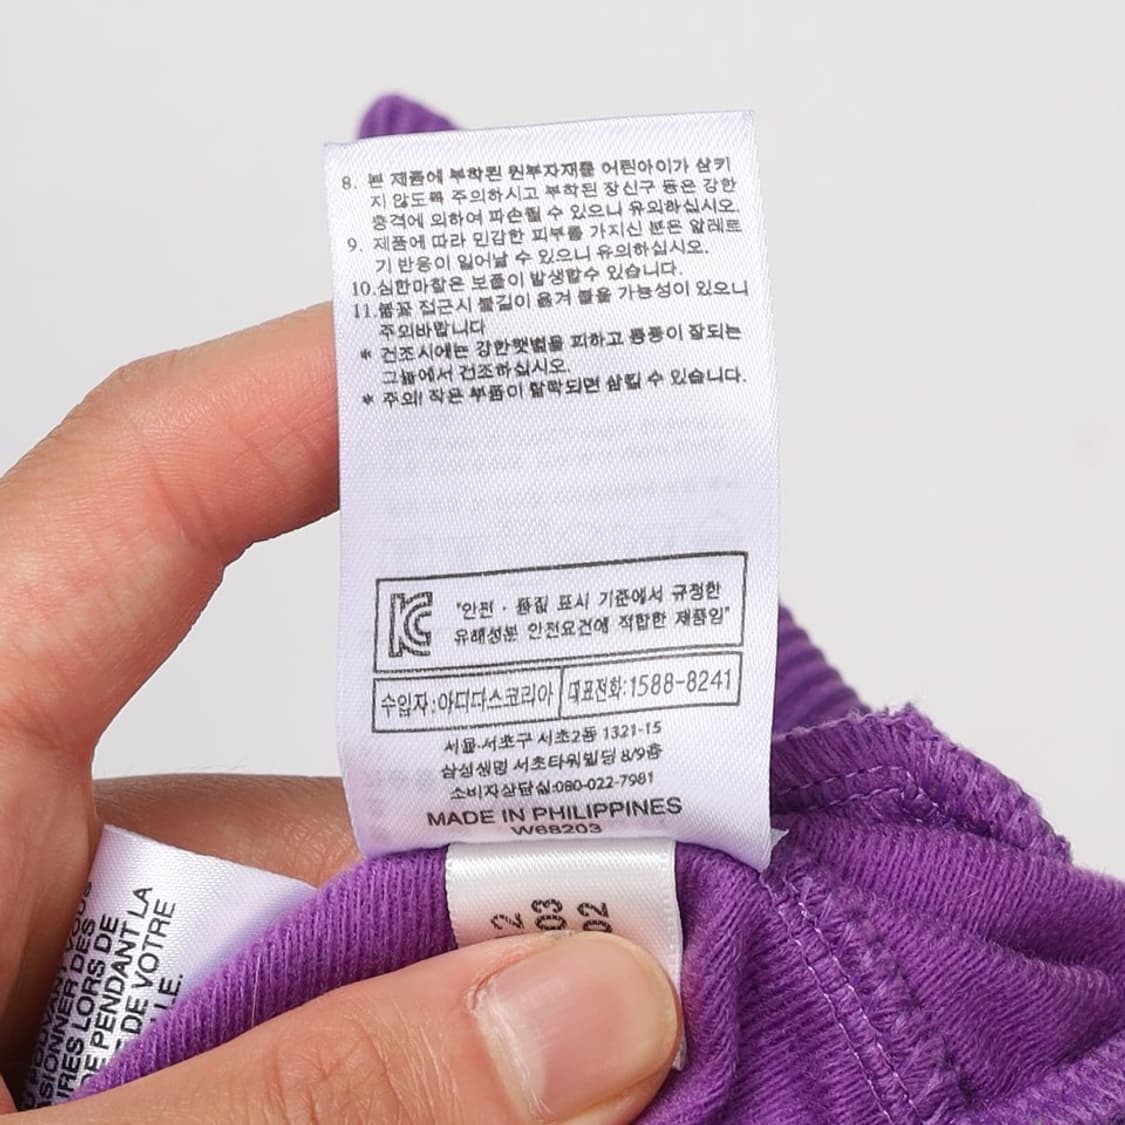 8. 본 제품에 부착된 원부자재를 어린아이가 삼키
지 않도록 주의하시고 부착된 장신구 등은 강한
충격에 의하여 파손될 수 있으니 유의하십시오.
9. 제품에 따라 민감한 피부를 가지신 분은 알레르
기 반응이 일어날 수 있으니 유의하십시오.
10.심한마찰은 보풀이 발생할수 있습니다.
11.불꽃 접근시 불길이 옮겨 붙을 가능성이 있으니
주의바랍니다
* 건조시에는 강한햇볕을 피하고 통풍이 잘되는
그늘에서 건조하십시오.
* 주의! 작은 부품이 탈락되면 삼킬 수 있습니다.
"안전 · 품질 표시 기준에서 규정한
유해성분 안전요건에 적합한 제품임"
수입자:아디다스코리아 대표전화:1588-8241
서울·서초구 서초2동 1321-15
삼성생명 서초타워빌딩 8/9층
소비자상담실:080-022-7981
MADE IN PHILIPPINES
W68203
2
03
02
DES
LORS DE
PENDANT LA
DE VOTRE